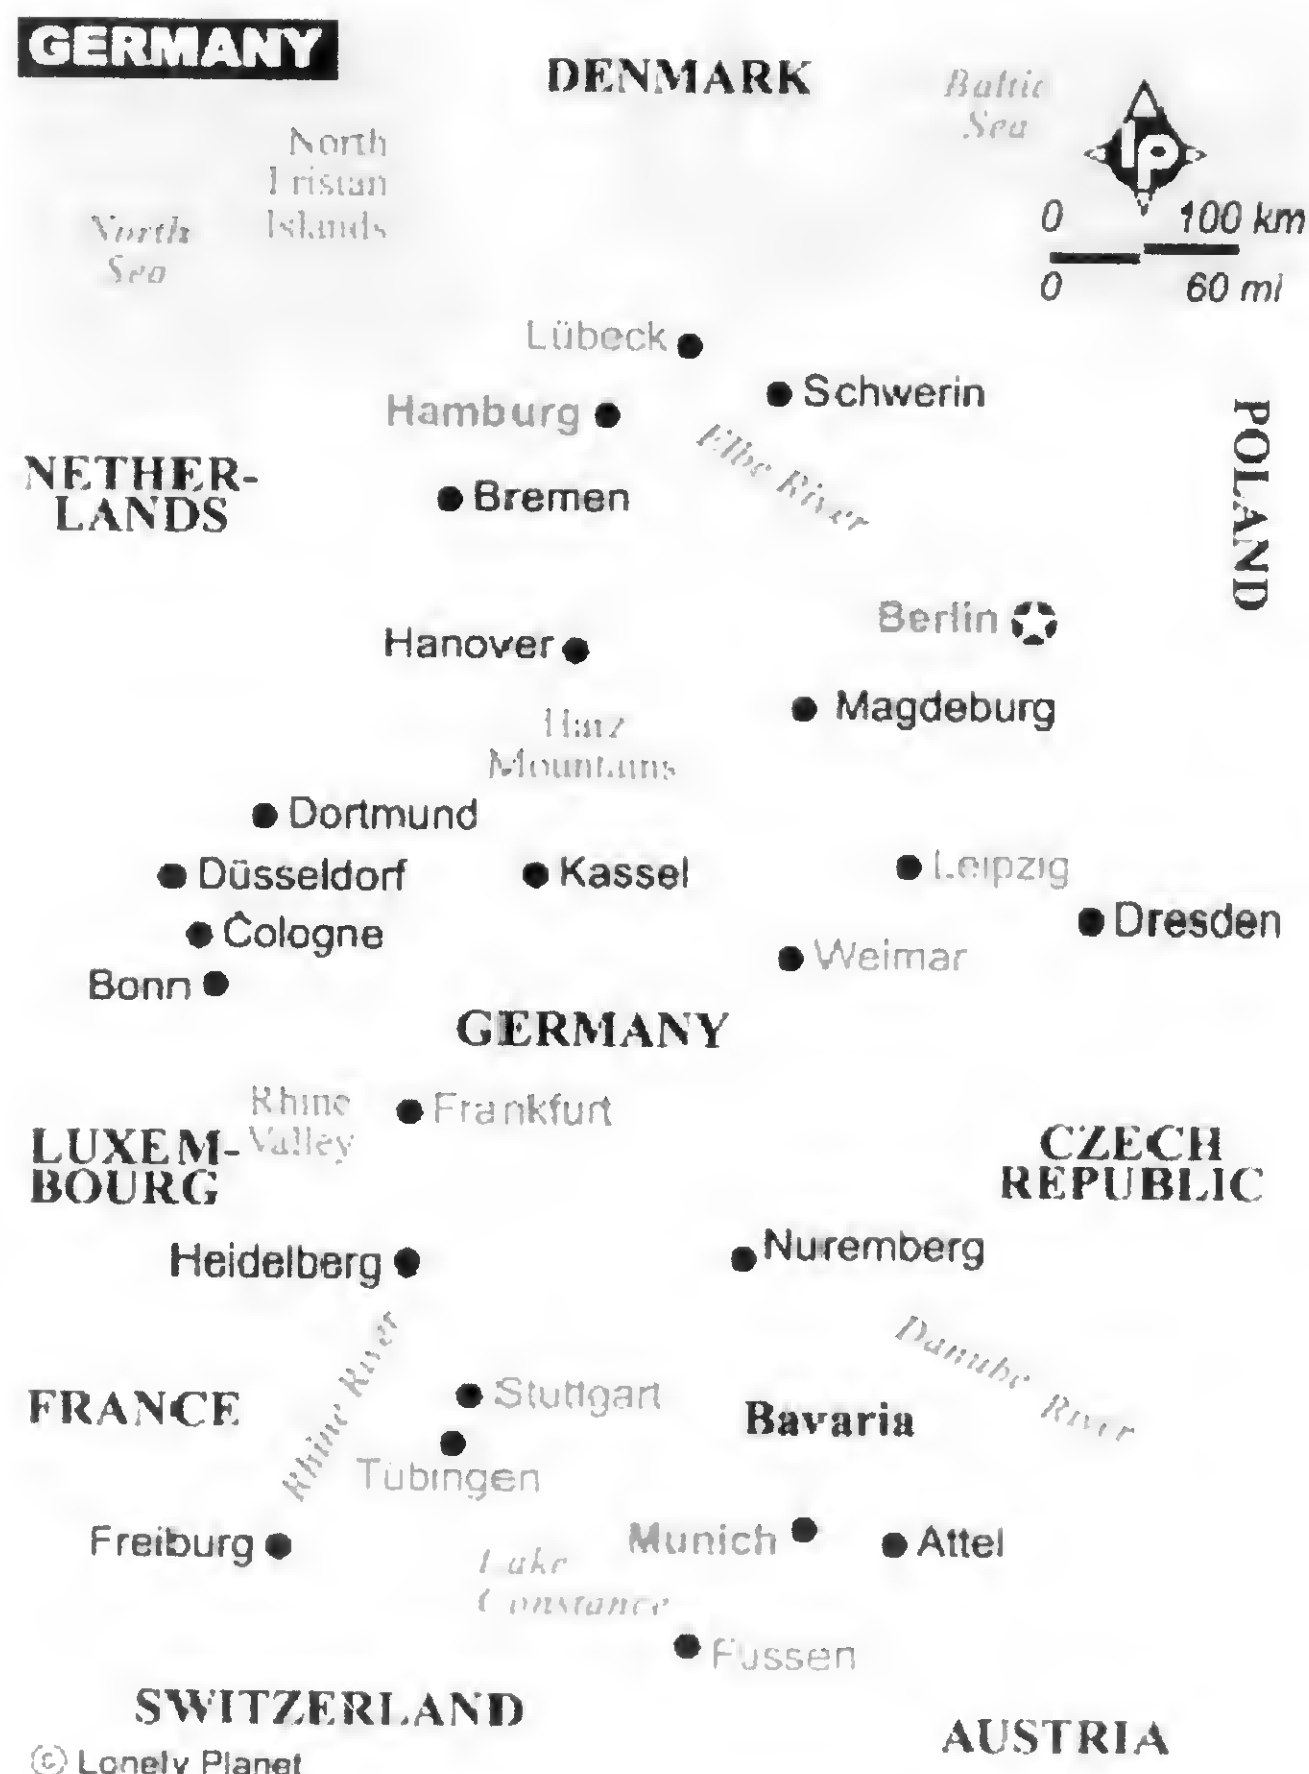 GERMANY
DENMARK
Baltic
Sea
lp
North
Frisian
Islands
North
Sea
0 100 km
0 60 mi
Lübeck
Schwerin
Hamburg
Elbe River
POLAND
NETHER-
LANDS
Bremen
Berlin
Hanover
Magdeburg
Harz
Mountains
Dortmund
Düsseldorf
Kassel
Leipzig
Cologne
Dresden
Weimar
Bonn
GERMANY
Rhine
Valley
Frankfurt
LUXEM-
BOURG
CZECH
REPUBLIC
Heidelberg
Nuremberg
Rhine River
Danube River
FRANCE
Stuttgart
Bavaria
Tübingen
Freiburg
Munich
Attel
Lake
Constance
Füssen
SWITZERLAND
AUSTRIA
© Lonely Planet